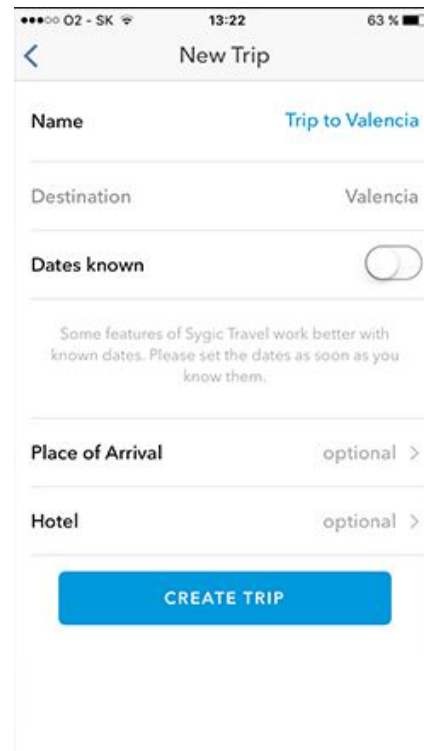 O2 - SK 13:22 63 %
New Trip
Name Trip to Valencia
Destination Valencia
Dates known
Some features of Sygic Travel work better with
known dates. Please set the dates as soon as you
know them.
Place of Arrival optional >
Hotel optional >
CREATE TRIP